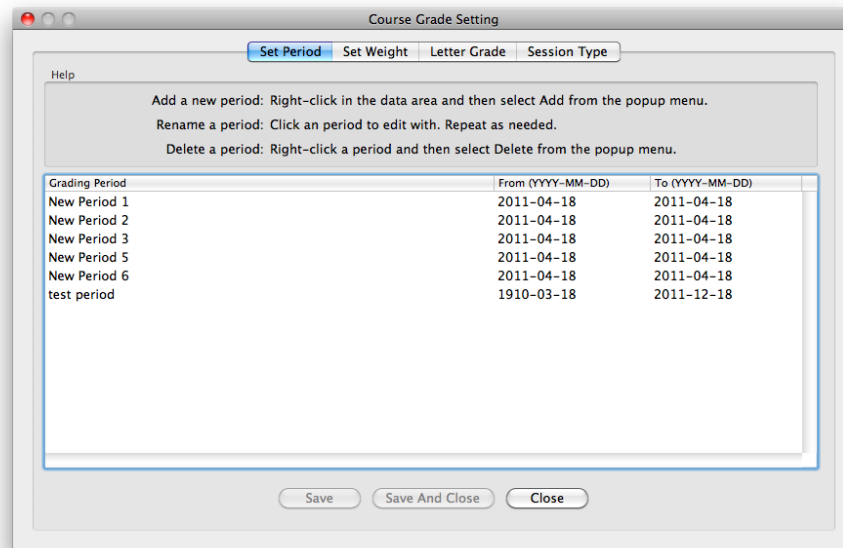 Course Grade Setting
Set Period Set Weight Letter Grade Session Type
Help
Add a new period: Right-click in the data area and then select Add from the popup menu.
Rename a period: Click an period to edit with. Repeat as needed.
Delete a period: Right-click a period and then select Delete from the popup menu.
Grading Period From (YYYY-MM-DD) To (YYYY-MM-DD)
New Period 1 2011-04-18 2011-04-18
New Period 2 2011-04-18 2011-04-18
New Period 3 2011-04-18 2011-04-18
New Period 5 2011-04-18 2011-04-18
New Period 6 2011-04-18 2011-04-18
test period 1910-03-18 2011-12-18
Save Save And Close Close